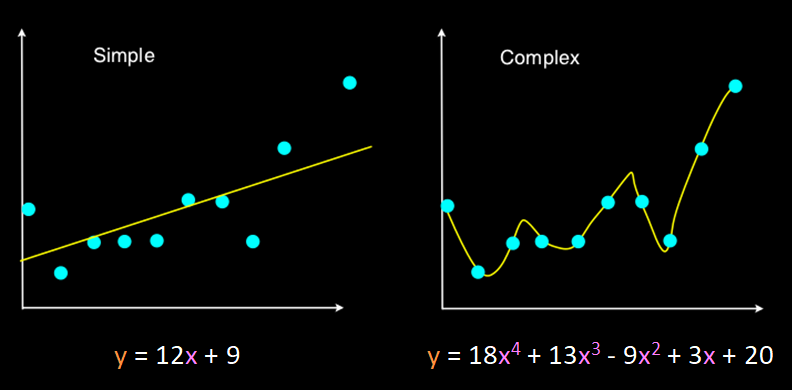 Simple
Complex
y = 12x + 9
y = 18x⁴ + 13x³ - 9x² + 3x + 20